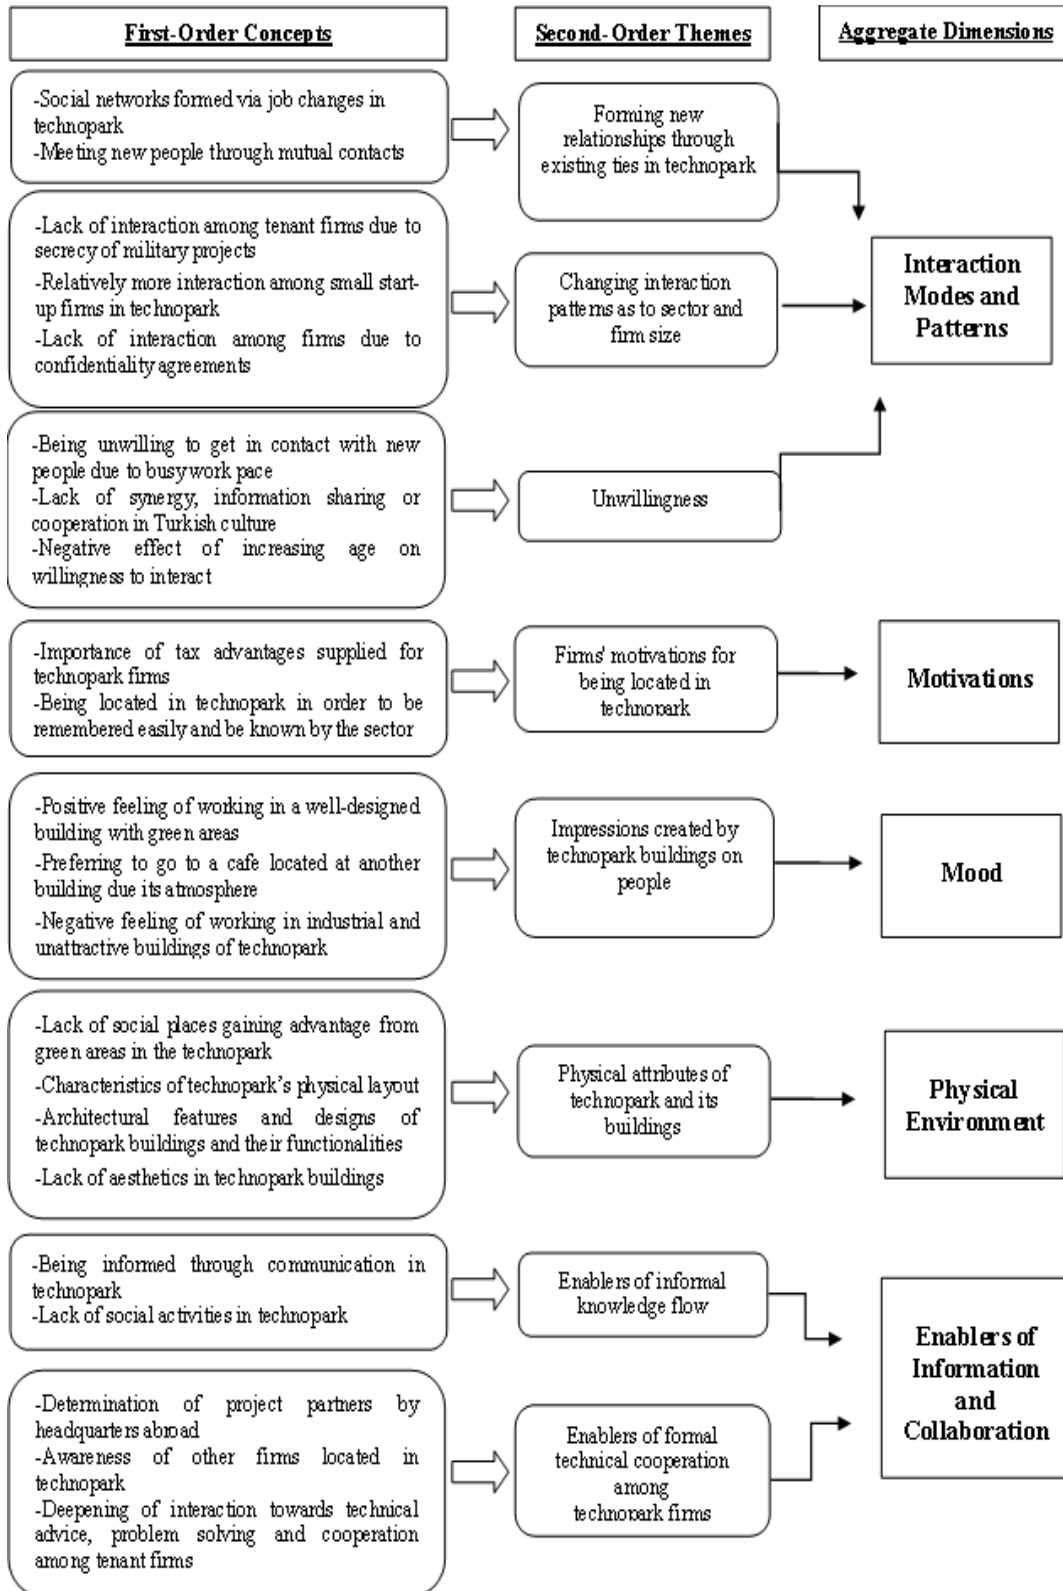 First-Order Concepts
Second-Order Themes
Aggregate Dimensions
-Social networks formed via job changes in
technopark
-Meeting new people through mutual contacts
Forming new
relationships through
existing ties in technopark
-Lack of interaction among tenant firms due to
secrecy of military projects
-Relatively more interaction among small start-
up firms in technopark
-Lack of interaction among firms due to
confidentiality agreements
Changing interaction
patterns as to sector and
firm size
Interaction
Modes and
Patterns
-Being unwilling to get in contact with new
people due to busy work pace
-Lack of synergy, information sharing or
cooperation in Turkish culture
-Negative effect of increasing age on
willingness to interact
Unwillingness
-Importance of tax advantages supplied for
technopark firms
-Being located in technopark in order to be
remembered easily and be known by the sector
Firms' motivations for
being located in
technopark
Motivations
-Positive feeling of working in a well-designed
building with green areas
-Preferring to go to a cafe located at another
building due its atmosphere
-Negative feeling of working in industrial and
unattractive buildings of technopark
Impressions created by
technopark buildings on
people
Mood
-Lack of social places gaining advantage from
green areas in the technopark
-Characteristics of technopark's physical layout
-Architectural features and designs of
technopark buildings and their functionalities
-Lack of aesthetics in technopark buildings
Physical attributes of
technopark and its
buildings
Physical
Environment
-Being informed through communication in
technopark
-Lack of social activities in technopark
Enablers of informal
knowledge flow
-Determination of project partners by
headquarters abroad
-Awareness of other firms located in
technopark
-Deepening of interaction towards technical
advice, problem solving and cooperation
among tenant firms
Enablers of formal
technical cooperation
among
technopark firms
Enablers of
Information
and
Collaboration